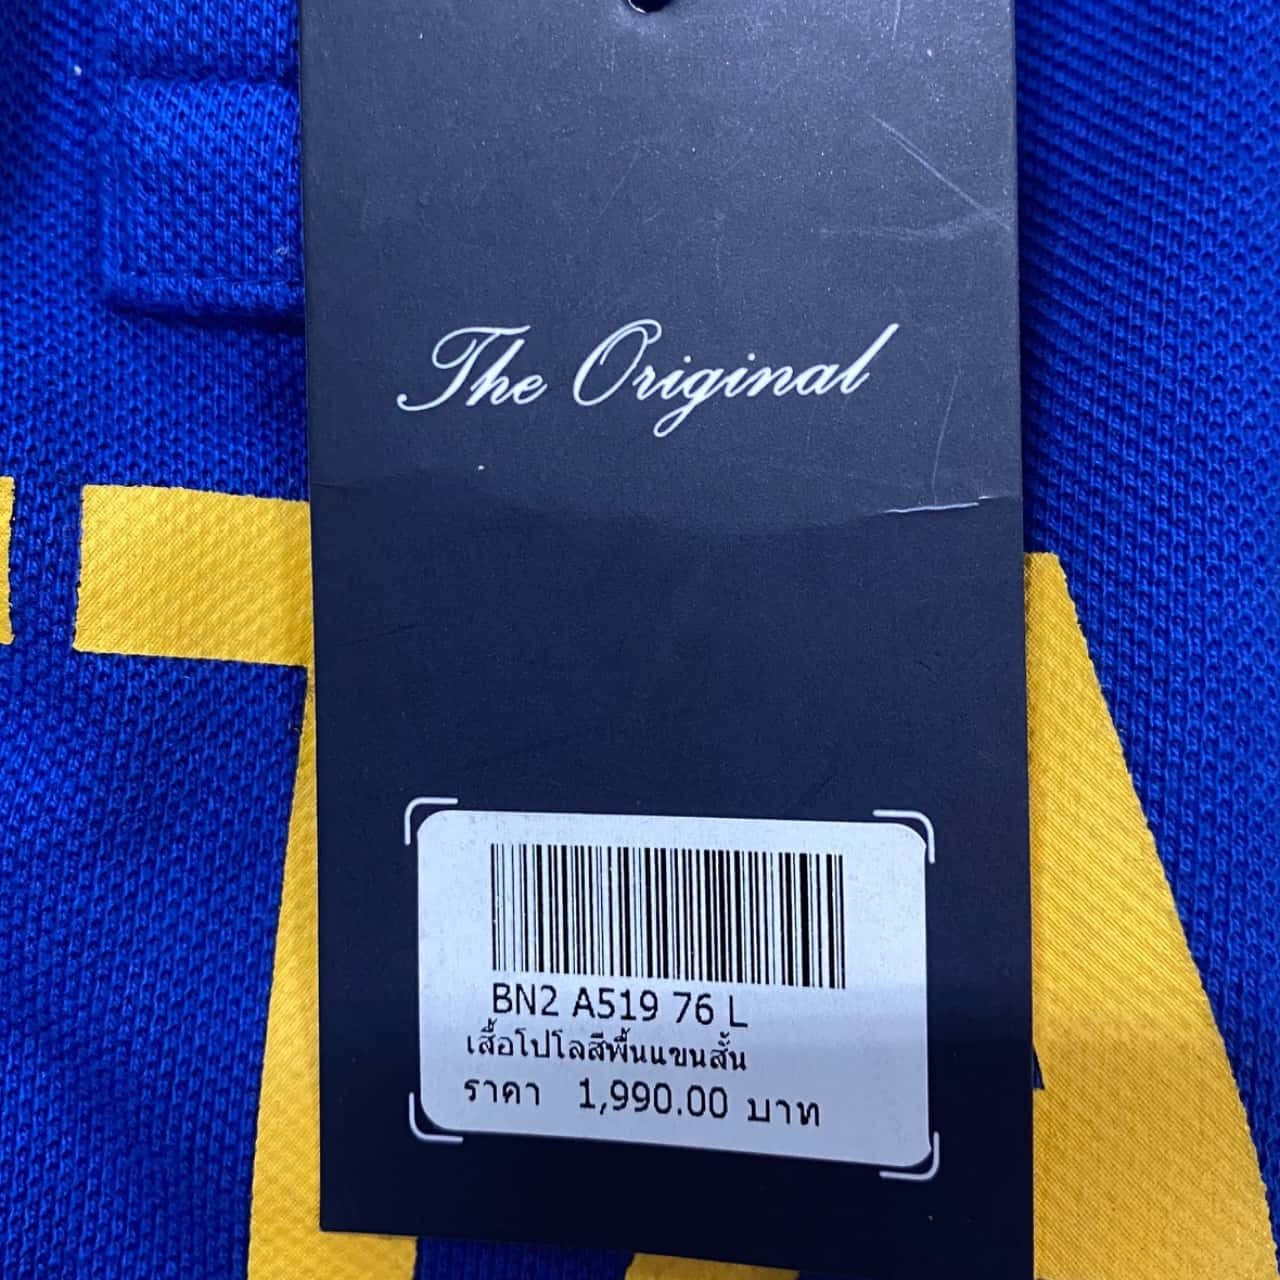 The Original
BN2 A519 76 L
เสื้อโปโลสีพื้นแขนสั้น
ราคา 1,990.00 บาท